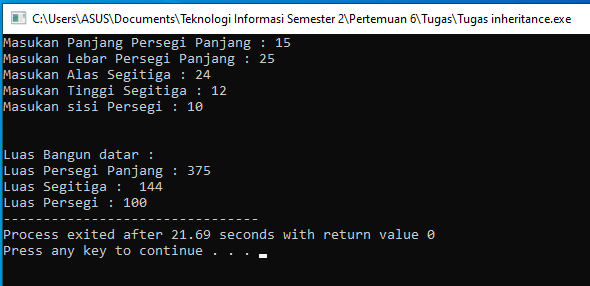 C:\Users\ASUS\Documents\Teknologi Informasi Semester 2\Pertemuan 6\Tugas\Tugas inheritance.exe
Masukan Panjang Persegi Panjang : 15
Masukan Lebar Persegi Panjang : 25
Masukan Alas Segitiga : 24
Masukan Tinggi Segitiga : 12
Masukan sisi Persegi : 10
Luas Bangun datar :
Luas Persegi Panjang : 375
Luas Segitiga :  144
Luas Persegi : 100
--------------------------------
Process exited after 21.69 seconds with return value 0
Press any key to continue . . .